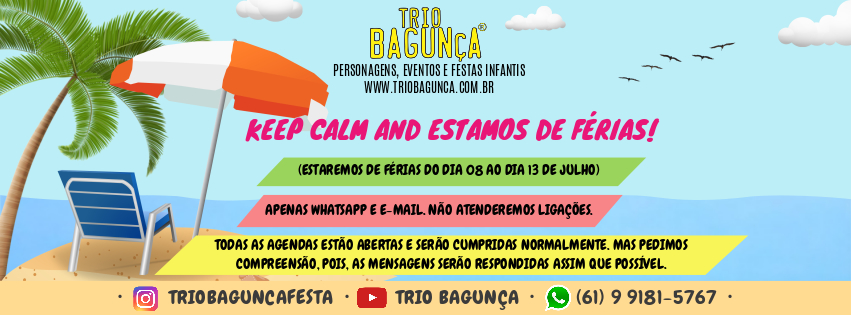 TRIO
BAGUNÇA
PERSONAGENS, EVENTOS E FESTAS INFANTIS
WWW.TRIOBAGUNCA.COM.BR
KEEP CALM AND ESTAMOS DE FÉRIAS!
(ESTAREMOS DE FÉRIAS DO DIA 08 AO DIA 13 DE JULHO)
APENAS WHATSAPP E E-MAIL. NÃO ATENDEREMOS LIGAÇÕES.
TODAS AS AGENDAS ESTÃO ABERTAS E SERÃO CUMPRIDAS NORMALMENTE. MAS PEDIMOS
COMPREENSÃO, POIS, AS MENSAGENS SERÃO RESPONDIDAS ASSIM QUE POSSÍVEL.
• TRIOBAGUNCAFESTA • TRIO BAGUNÇA • (61) 9 9181-5767 •